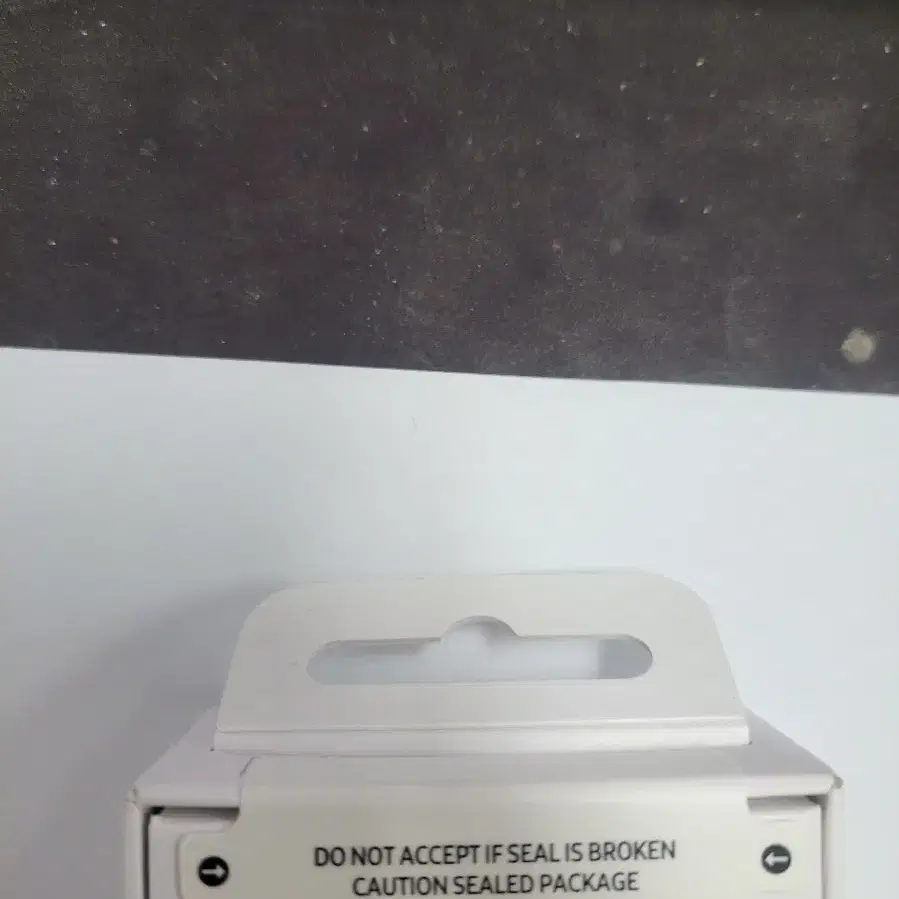 DO NOT ACCEPT IF SEAL IS BROKEN
CAUTION SEALED PACKAGE